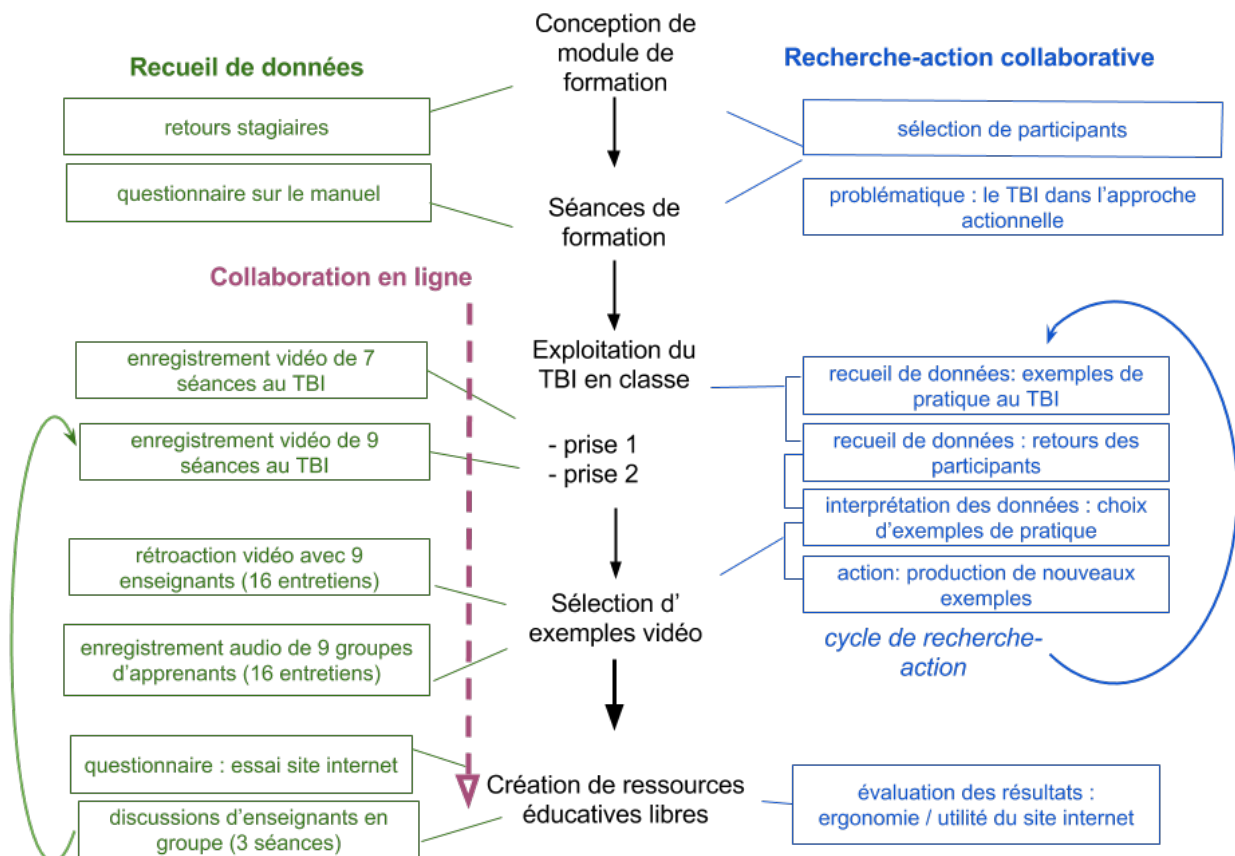 Conception de
module de
formation
Recueil de données
Recherche-action collaborative
retours stagiaires
sélection de participants
questionnaire sur le manuel
problématique : le TBI dans l’approche
actionnelle
Séances de
formation
Collaboration en ligne
Exploitation du
TBI en classe
enregistrement vidéo de 7
séances au TBI
recueil de données: exemples de
pratique au TBI
enregistrement vidéo de 9
séances au TBI
- prise 1
- prise 2
recueil de données : retours des
participants
interprétation des données : choix
d’exemples de pratique
rétroaction vidéo avec 9
enseignants (16 entretiens)
action: production de nouveaux
exemples
Sélection d’
exemples vidéo
enregistrement audio de 9 groupes
d’apprenants (16 entretiens)
cycle de recherche-
action
questionnaire : essai site internet
Création de ressources
éducatives libres
évaluation des résultats :
ergonomie / utilité du site internet
discussions d’enseignants en
groupe (3 séances)